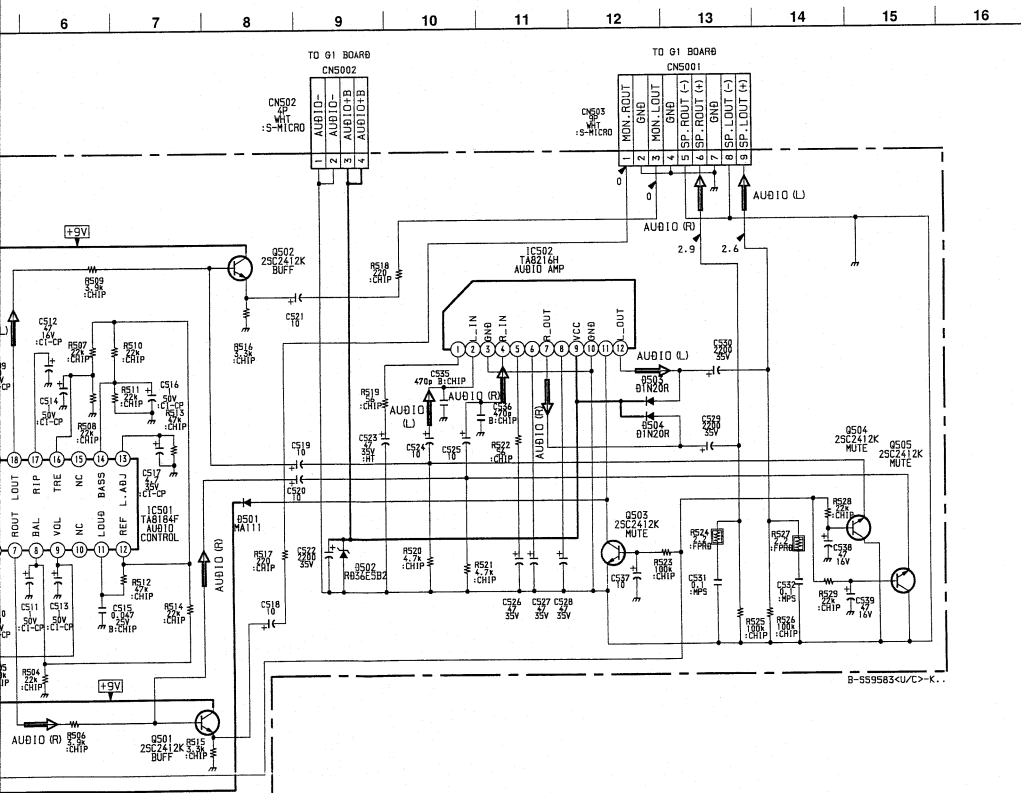 6 7 8 9 10 11 12 13 14 15 16
TO G1 BOARD
CN5002
CN502
4P
WHT
:S-MICRO
AUDIO-
AUDIO-
AUDIO+B
AUDIO+B
1 2 3 4
TO G1 BOARD
CN5001
CN503
9P
WHT
:S-MICRO
MON.ROUT
GND
MON.LOUT
GND
SP.ROUT (-)
SP.ROUT (+)
GND
SP.LOUT (-)
SP.LOUT (+)
1 2 3 4 5 6 7 8 9
0
0
AUDIO (L)
AUDIO (R)
2.9
2.6
+9V
Q502
2SC2412K
BUFF
R509
3.9k
:CHIP
R518
220
:CHIP
C521
10
R516
3.3k
:CHIP
IC502
TA8216H
AUDIO AMP
L_IN
GND
R_IN
R_OUT
VCC
GND
L_OUT
1 2 3 4 5 6 7 8 9 10 11 12
AUDIO (L)
C530
2200
35V
D503
D1N20R
D504
D1N20R
C529
2200
35V
C512
47
16V
:CI-CP
R507
22k
:CHIP
R510
22k
:CHIP
C514
50V
:CI-CP
R511
22k
:CHIP
C516
50V
:CI-CP
R508
22k
:CHIP
R513
47k
:CHIP
C517
4.7
35V
:CI-CP
R519
56
:CHIP
C535
470p B:CHIP
AUDIO (R)
AUDIO
(L)
C536
470p
B:CHIP
AUDIO (R)
C523
47
35V
:HT
C524
10
C525
10
R522
56
:CHIP
C519
10
C520
10
18 17 16 15 14 13
LOUT
RIP
TRE
NC
BASS
L.ADJ
IC501
TA8184F
AUDIO
CONTROL
ROUT
BAL
VOL
NC
LOUD
REF
7 8 9 10 11 12
D501
MA111
Q504
2SC2412K
MUTE
Q505
2SC2412K
MUTE
AUDIO (R)
R517
220
:CHIP
C522
2200
35V
D502
RD36ESB2
R520
4.7k
:CHIP
R521
4.7k
:CHIP
C526
47
35V
C527
47
35V
C528
47
35V
Q503
2SC2412K
MUTE
C537
10
R523
100k
:CHIP
R524
2.2
:FPRD
R527
2.2
:FPRD
R528
22k
:CHIP
C538
47
16V
C531
0.1
:MPS
C532
0.1
:MPS
R529
22k
:CHIP
C539
47
16V
R525
100k
:CHIP
R526
100k
:CHIP
C511
1
50V
:CI-CP
C513
1
50V
:CI-CP
R512
47k
:CHIP
C515
0.047
25V
B:CHIP
R514
22k
:CHIP
C518
10
R504
22k
:CHIP
+9V
B-SS9583<U/C>-K..
AUDIO (R)
R506
3.9k
:CHIP
Q501
2SC2412K
BUFF
R515
3.3k
:CHIP